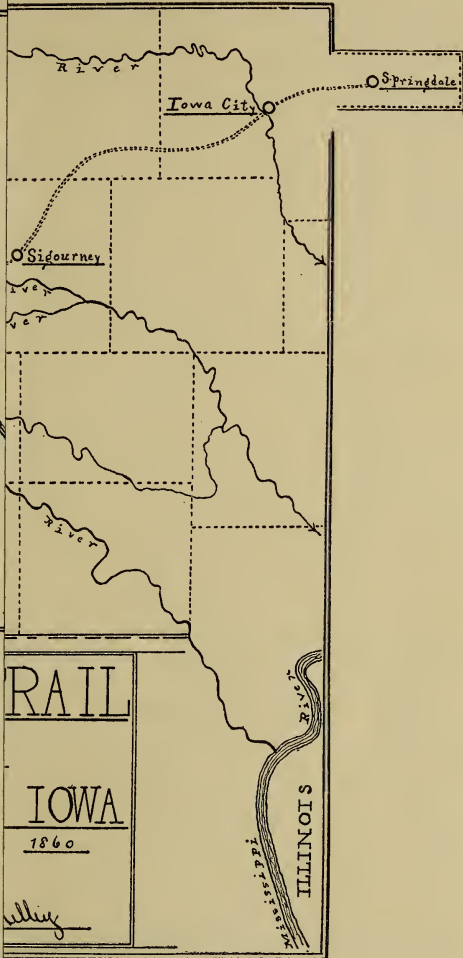 River
Springdale
Iowa City
Sigourney
iver
ver
River
River
Mississippi
ILLINOIS
RAIL
IOWA
1860